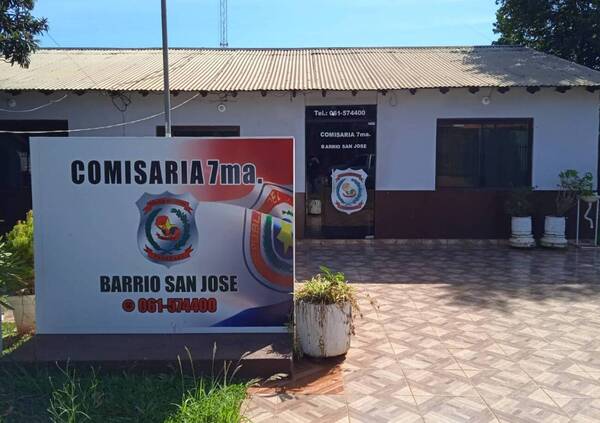 COMISARIA 7ma.
BARRIO SAN JOSE
061-574400
Tel.: 061-574400
COMISARIA 7ma.
BARRIO SAN JOSE